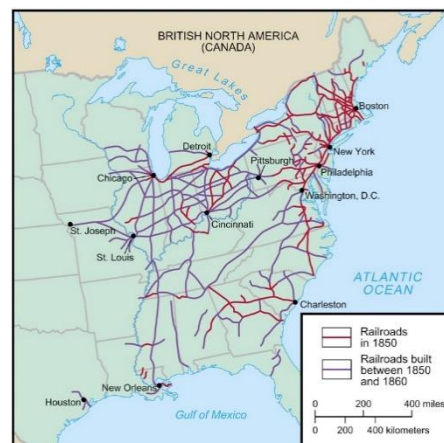 BRITISH NORTH AMERICA
(CANADA)
Great Lakes
Boston
Detroit
New York
Pittsburgh
Chicago
Philadelphia
Washington, D.C.
Cincinnati
St. Joseph
St. Louis
ATLANTIC
OCEAN
Charleston
Railroads
in 1850
Railroads built
between 1850
and 1860
New Orleans
Houston
Gulf of Mexico
0 200 400 miles
0 200 400 kilometers